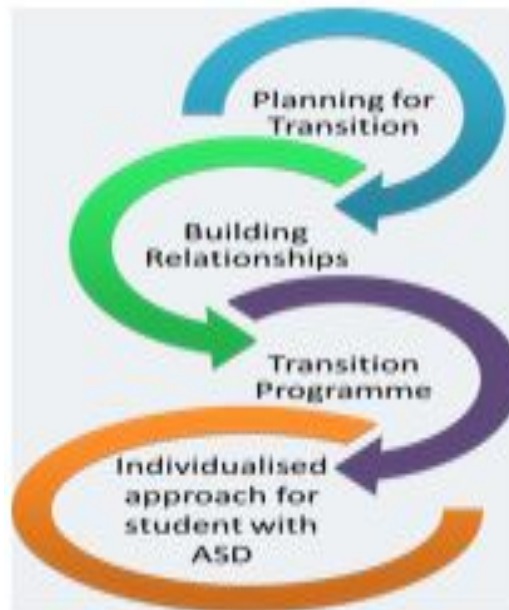 Planning for
Transition
Building
Relationships
Transition
Programme
Individualised
approach for
student with
ASD